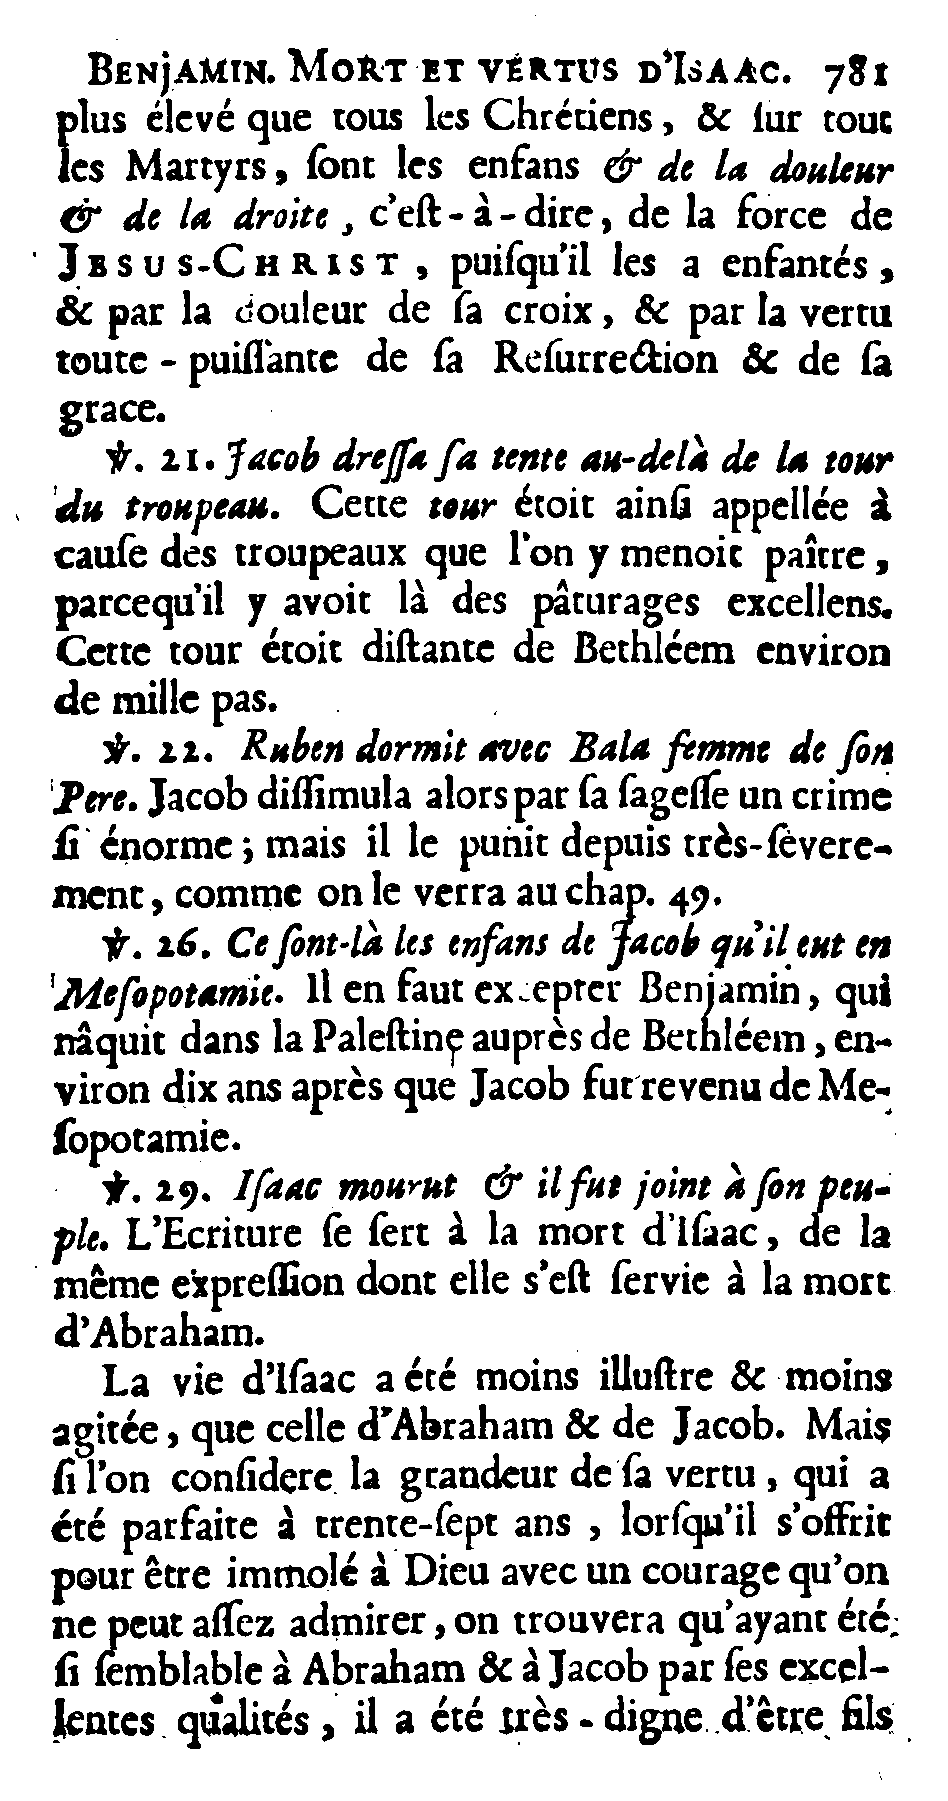 BENJAMIN. MORT ET VERTUS D'ISAAC. 781
plus élevé que tous les Chrétiens, & ſur tout
les Martyrs, ſont les enfans & de la douleur
& de la droite, c'eſt-à-dire, de la force de
JESUS-CHRIST, puiſqu'il les a enfantés,
& par la douleur de ſa croix, & par la vertu
toute-puiſſante de ſa Reſurrection & de ſa
grace.
℣. 21. Jacob dreſſa ſa tente au-delà de la tour
du troupeau. Cette tour étoit ainſi appellée à
cauſe des troupeaux que l'on y menoit paître,
parcequ'il y avoit là des pâturages excellens.
Cette tour étoit diſtante de Bethléem environ
de mille pas.
℣. 22. Ruben dormit avec Bala femme de ſon
Pere. Jacob diſſimula alors par ſa ſageſſe un crime
ſi énorme; mais il le punit depuis très-ſèvere-
ment, comme on le verra au chap. 49.
℣. 26. Ce ſont-là les enfans de Jacob qu'il eut en
Meſopotamie. Il en faut excepter Benjamin, qui
nâquit dans la Paleſtine auprès de Bethléem, en-
viron dix ans après que Jacob fut revenu de Me-
ſopotamie.
℣. 29. Iſaac mourut & il fut joint à ſon peu-
ple. L'Ecriture ſe ſert à la mort d'Iſaac, de la
même expreſſion dont elle s'eſt ſervie à la mort
d'Abraham.
La vie d'Iſaac a été moins illuſtre & moins
agitée, que celle d'Abraham & de Jacob. Mais
ſi l'on conſidere la grandeur de ſa vertu, qui a
été parfaite à trente-ſept ans, lorſqu'il s'offrit
pour être immolé à Dieu avec un courage qu'on
ne peut aſſez admirer, on trouvera qu'ayant été
ſi ſemblable à Abraham & à Jacob par ſes excel-
lentes qualités, il a été très-digne d'être fils